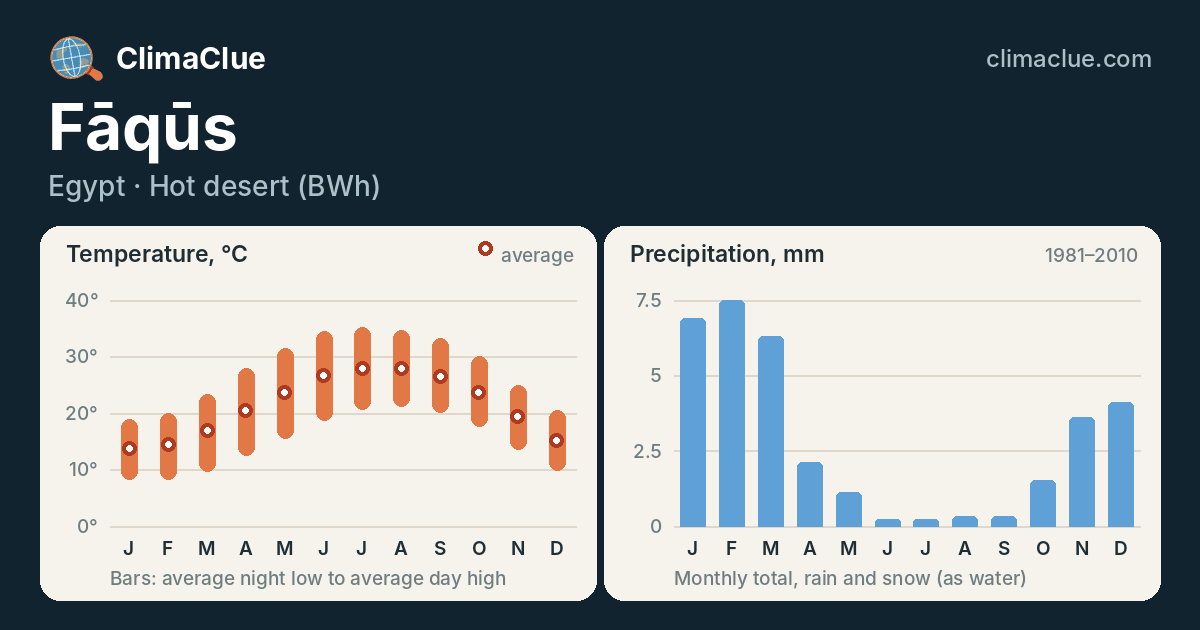 ClimaClue
climaclue.com
Fāqūs
Egypt · Hot desert (BWh)
Temperature, °C
average
40°
30°
20°
10°
0°
J F M A M J J A S O N D
Bars: average night low to average day high
Precipitation, mm
1981–2010
7.5
5
2.5
0
J F M A M J J A S O N D
Monthly total, rain and snow (as water)